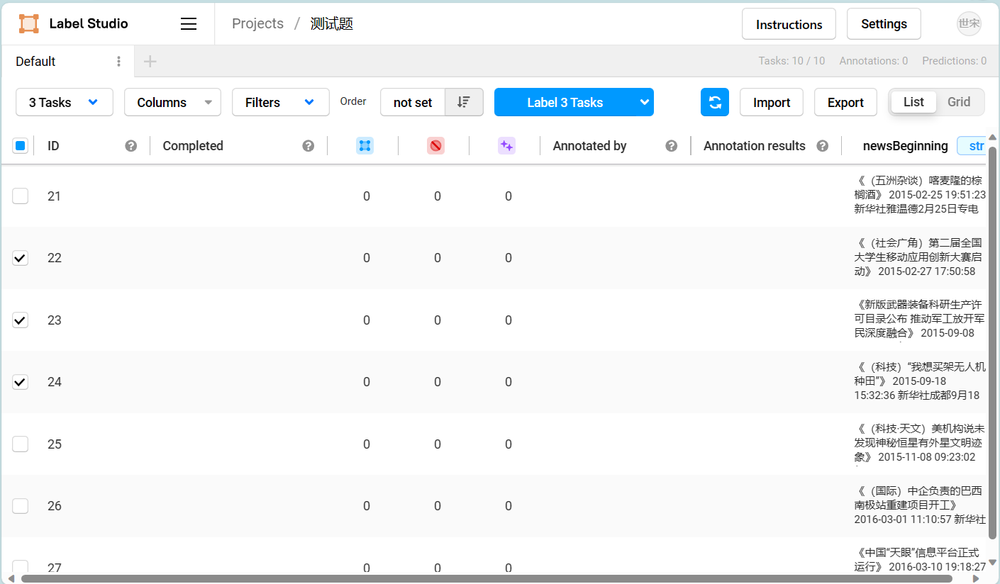 Label Studio
Projects / 测试题
Instructions
Settings
世宋
Default
Tasks: 10 / 10
Annotations: 0
Predictions: 0
3 Tasks
Columns
Filters
Order
not set
Label 3 Tasks
Import
Export
List
Grid
ID
Completed
Annotated by
Annotation results
newsBeginning
str
21 0 0 0
《（五洲杂谈）喀麦隆的棕
榈酒》 2015-02-25 19:51:23
新华社雅温德2月25日专电
22 0 0 0
《（社会广角）第二届全国
大学生移动应用创新大赛启
动》 2015-02-27 17:50:58
23 0 0 0
《新版武器装备科研生产许
可目录公布 推动军工放开军
民深度融合》 2015-09-08
24 0 0 0
《（科技）“我想买架无人机
种田”》 2015-09-18
15:32:36 新华社成都9月18
25 0 0 0
《（科技·天文）美机构说未
发现神秘恒星有外星文明迹
象》 2015-11-08 09:23:02
26 0 0 0
《（国际）中企负责的巴西
南极站重建项目开工》
2016-03-01 11:10:57 新华社
27 0 0 0
《中国“天眼”信息平台正式
运行》 2016-03-10 19:18:27